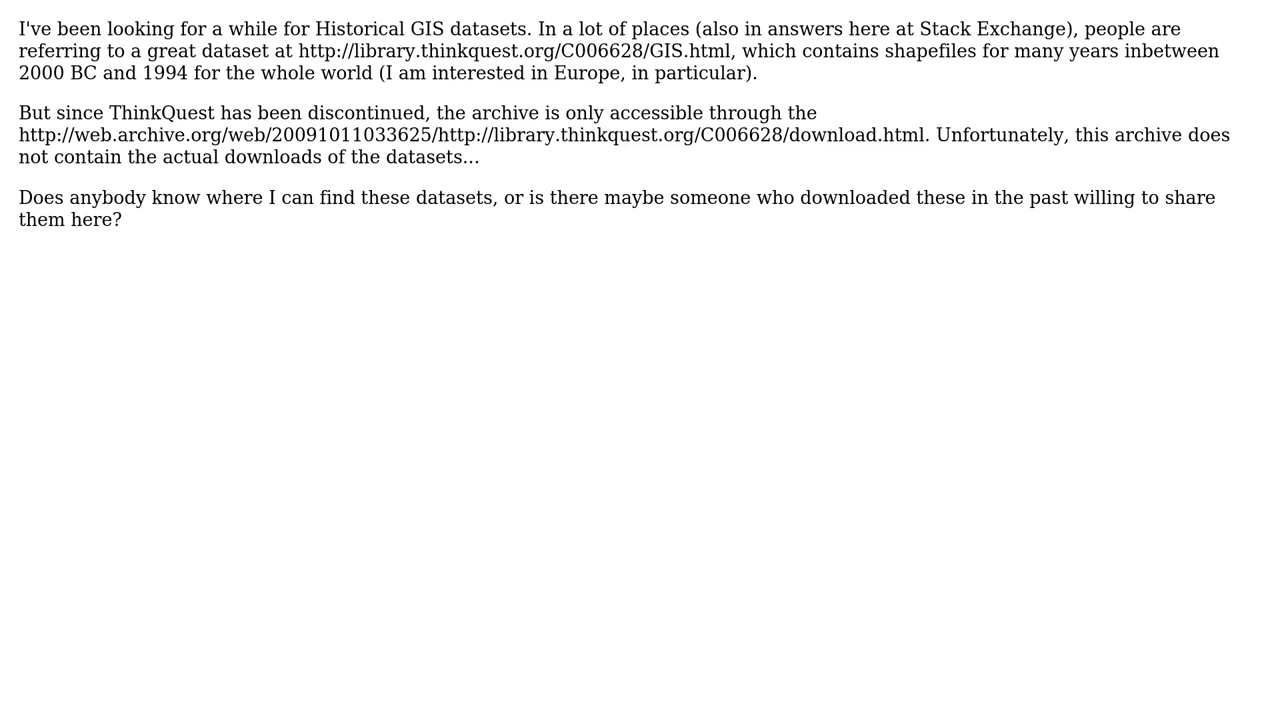 I've been looking for a while for Historical GIS datasets. In a lot of places (also in answers here at Stack Exchange), people are
referring to a great dataset at http://library.thinkquest.org/C006628/GIS.html, which contains shapefiles for many years inbetween
2000 BC and 1994 for the whole world (I am interested in Europe, in particular).
But since ThinkQuest has been discontinued, the archive is only accessible through the
http://web.archive.org/web/20091011033625/http://library.thinkquest.org/C006628/download.html. Unfortunately, this archive does
not contain the actual downloads of the datasets...
Does anybody know where I can find these datasets, or is there maybe someone who downloaded these in the past willing to share
them here?